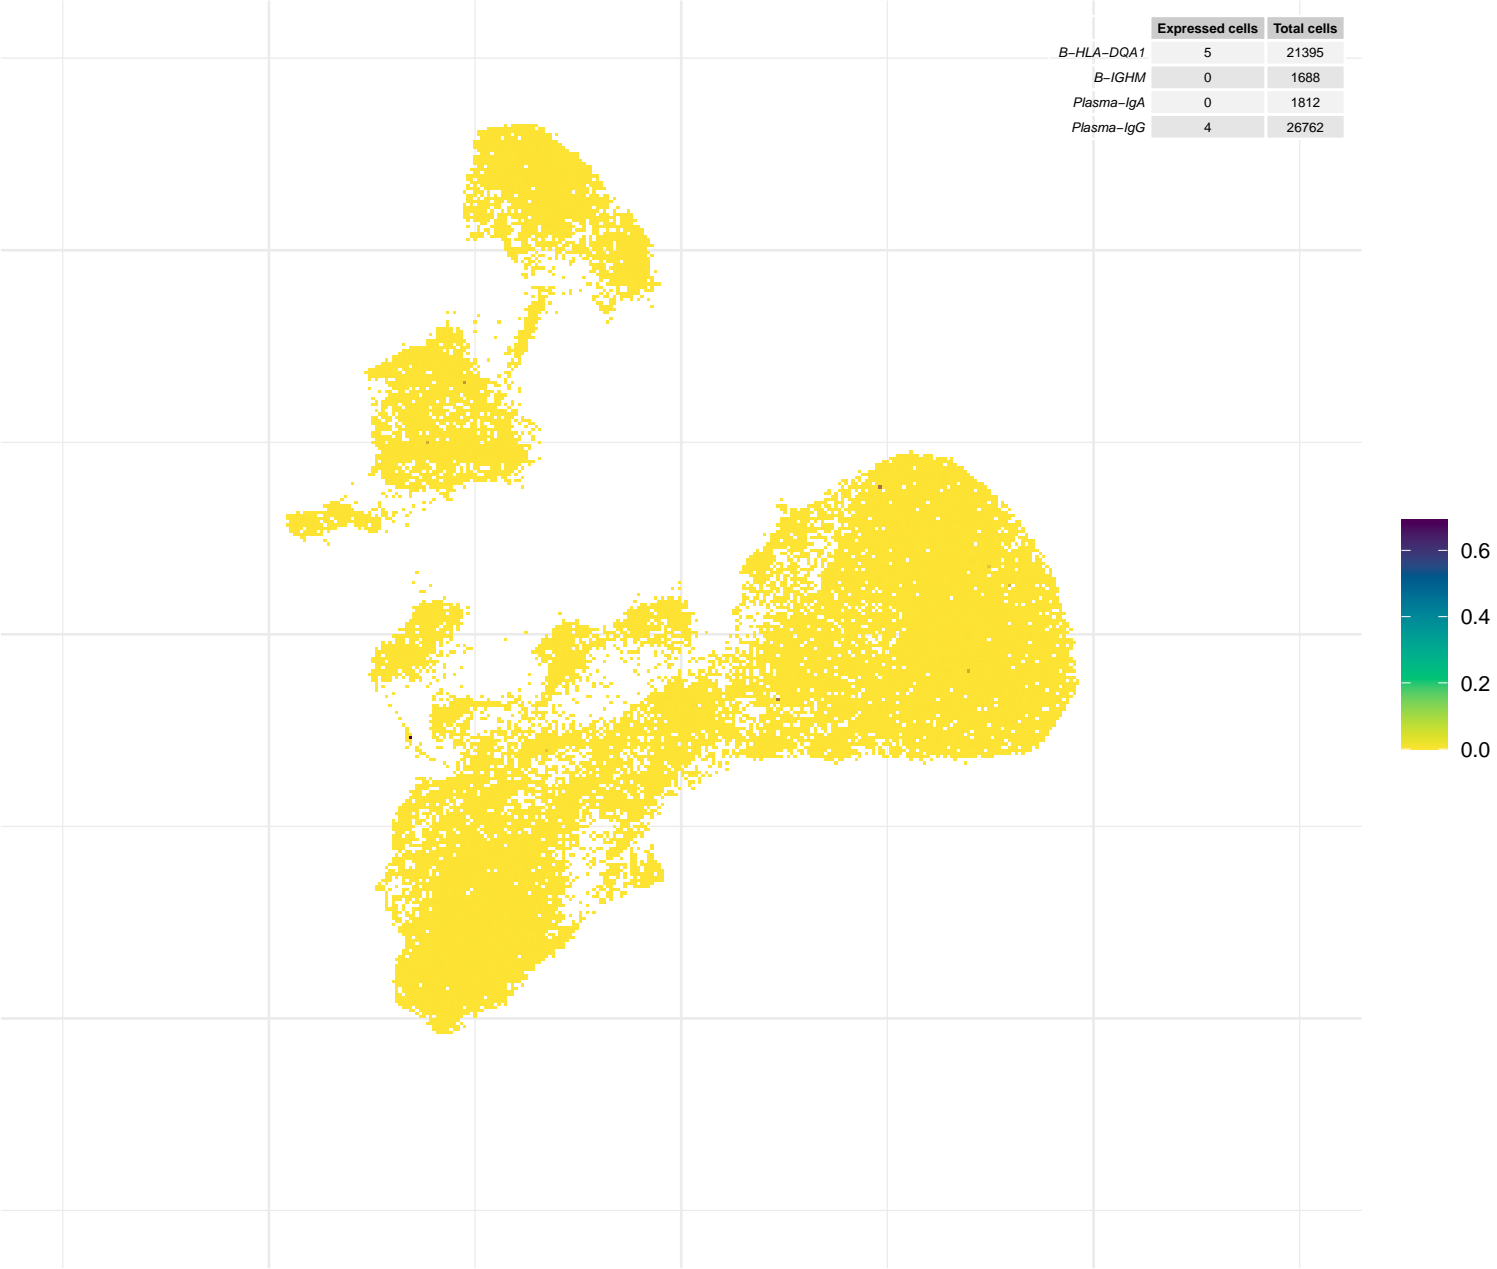 Expressed cells Total cells
B−HLA−DQA1 5 21395
B−IGHM 0 1688
Plasma−IgA 0 1812
Plasma−IgG 4 26762
0.6
0.4
0.2
0.0